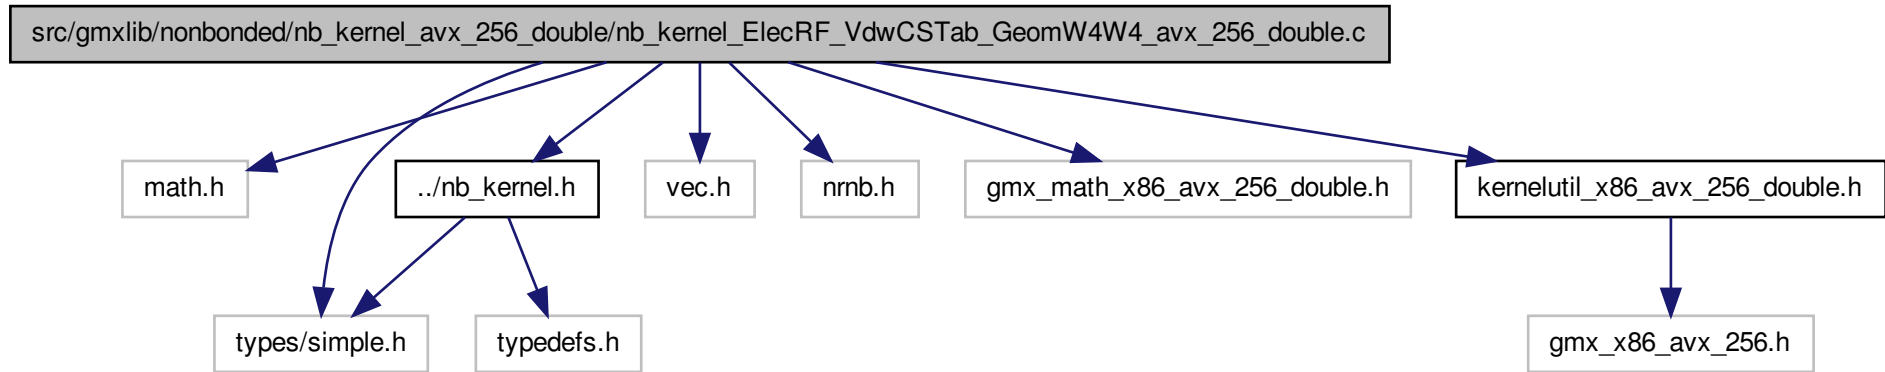 src/gmxlib/nonbonded/nb_kernel_avx_256_double/nb_kernel_ElecRF_VdwCSTab_GeomW4W4_avx_256_double.c
math.h
../nb_kernel.h
vec.h
nrnb.h
gmx_math_x86_avx_256_double.h
kernelutil_x86_avx_256_double.h
types/simple.h
typedefs.h
gmx_x86_avx_256.h